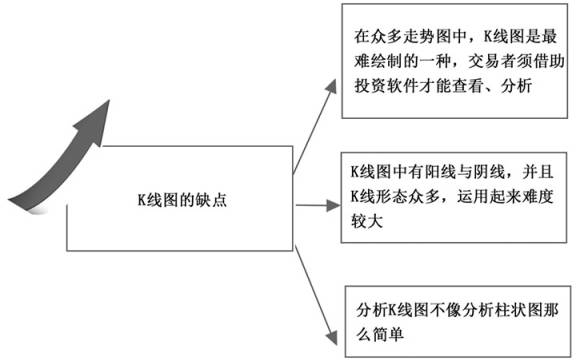 在众多走势图中，K线图是最
难绘制的一种，交易者须借助
投资软件才能查看、分析
K线图的缺点
K线图中有阳线与阴线，并且
K线形态众多，运用起来难度
较大
分析K线图不像分析柱状图那
么简单